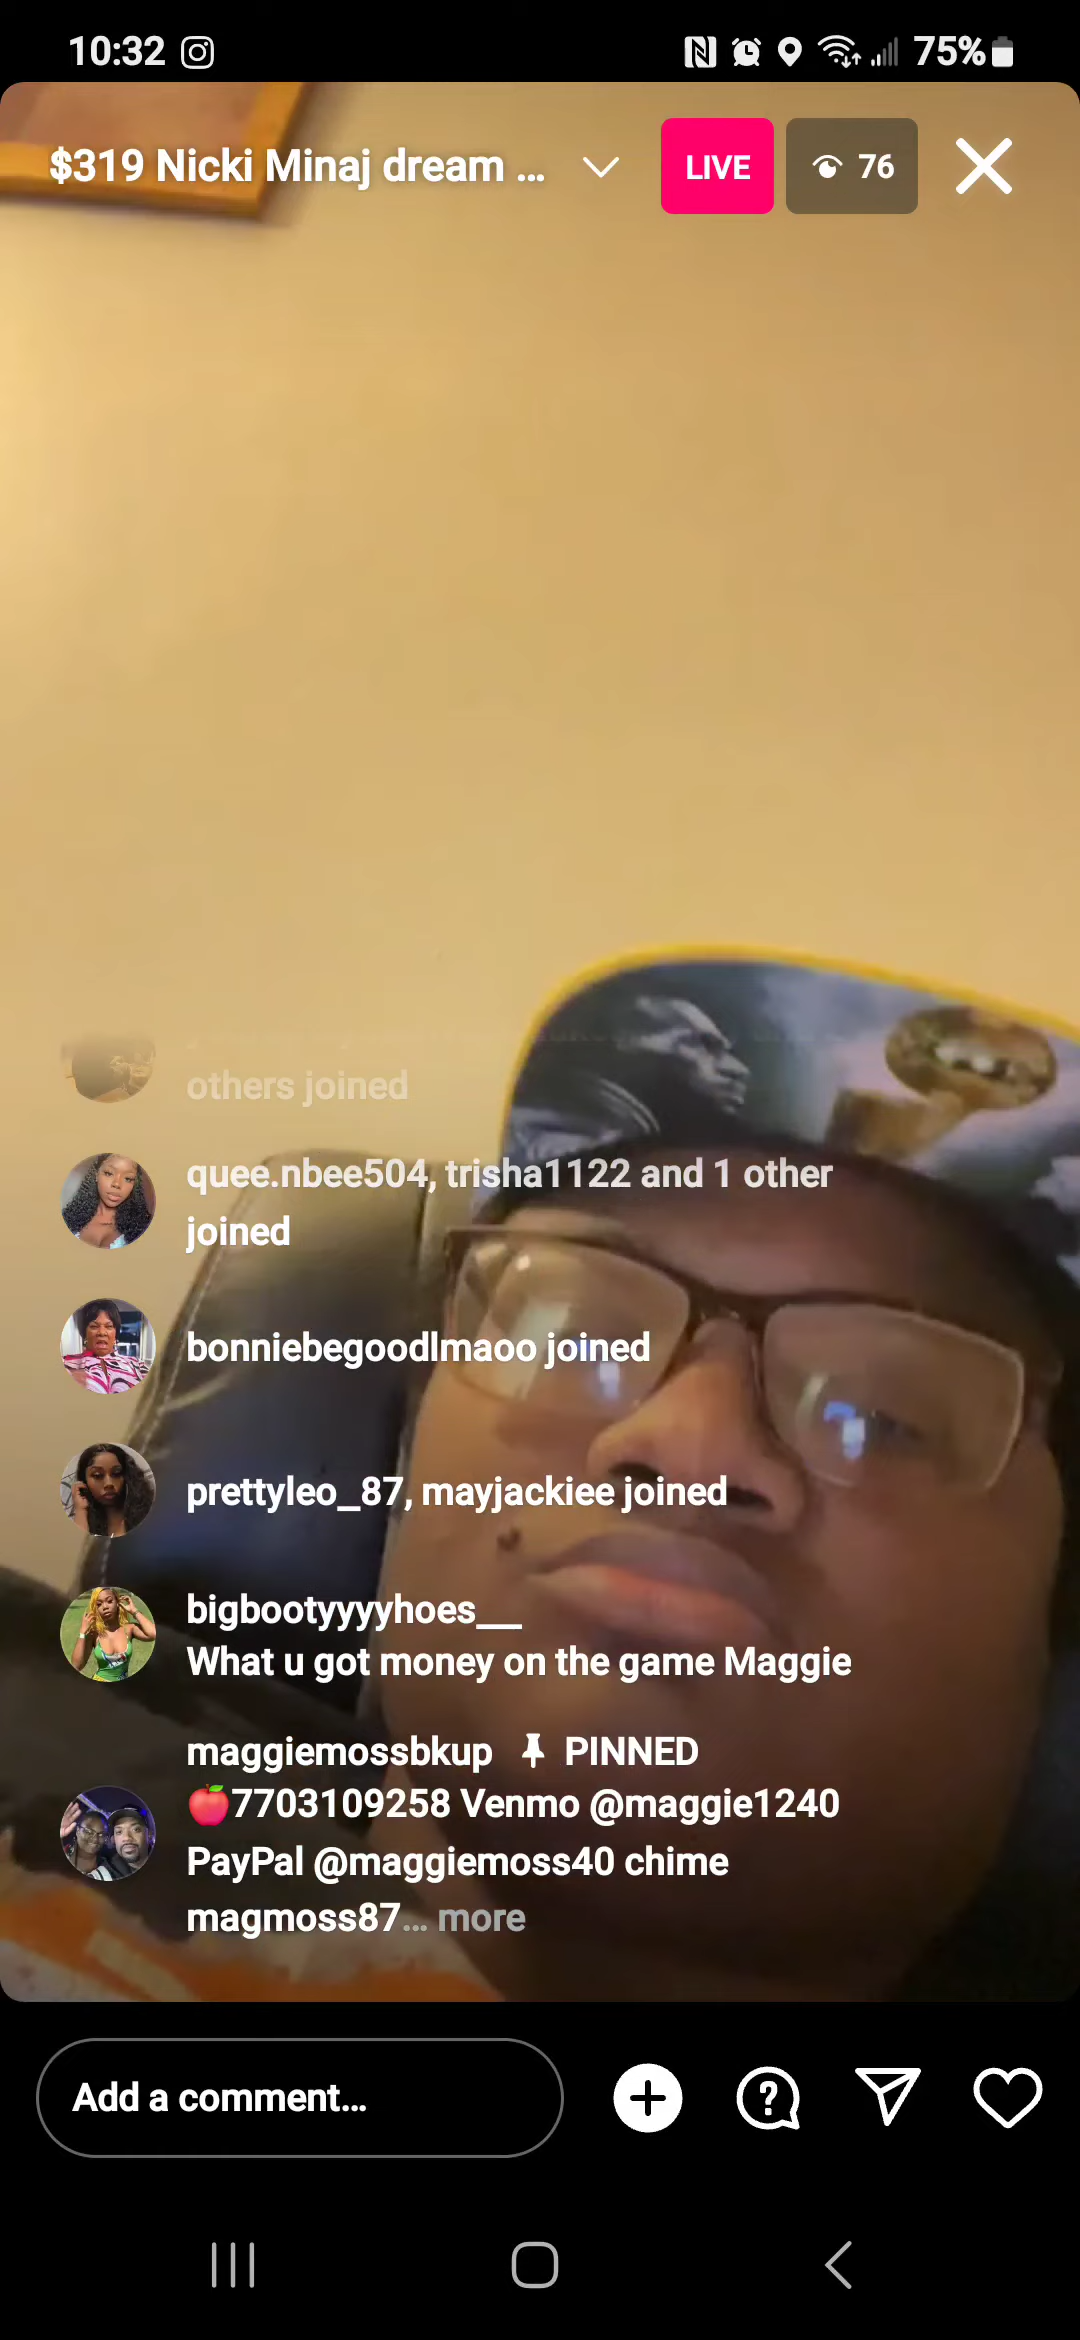 10:32
75%
$319 Nicki Minaj dream ...
LIVE
76
others joined
quee.nbee504, trisha1122 and 1 other
joined
bonniebegoodlmaoo joined
prettyleo_87, mayjackiee joined
bigbootyyyyhoes__
What u got money on the game Maggie
maggiemossbkup 📌 PINNED
🍎7703109258 Venmo @maggie1240
PayPal @maggiemoss40 chime
magmoss87... more
Add a comment...